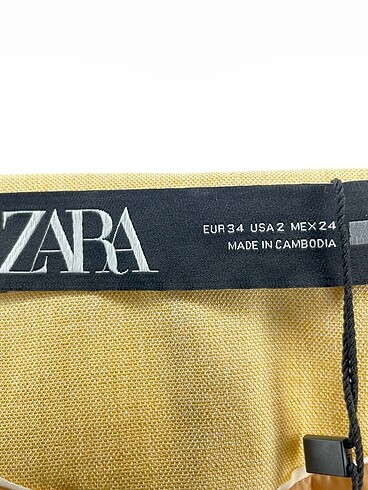 ZARA
EUR 34 USA 2 MEX 24
MADE IN CAMBODIA